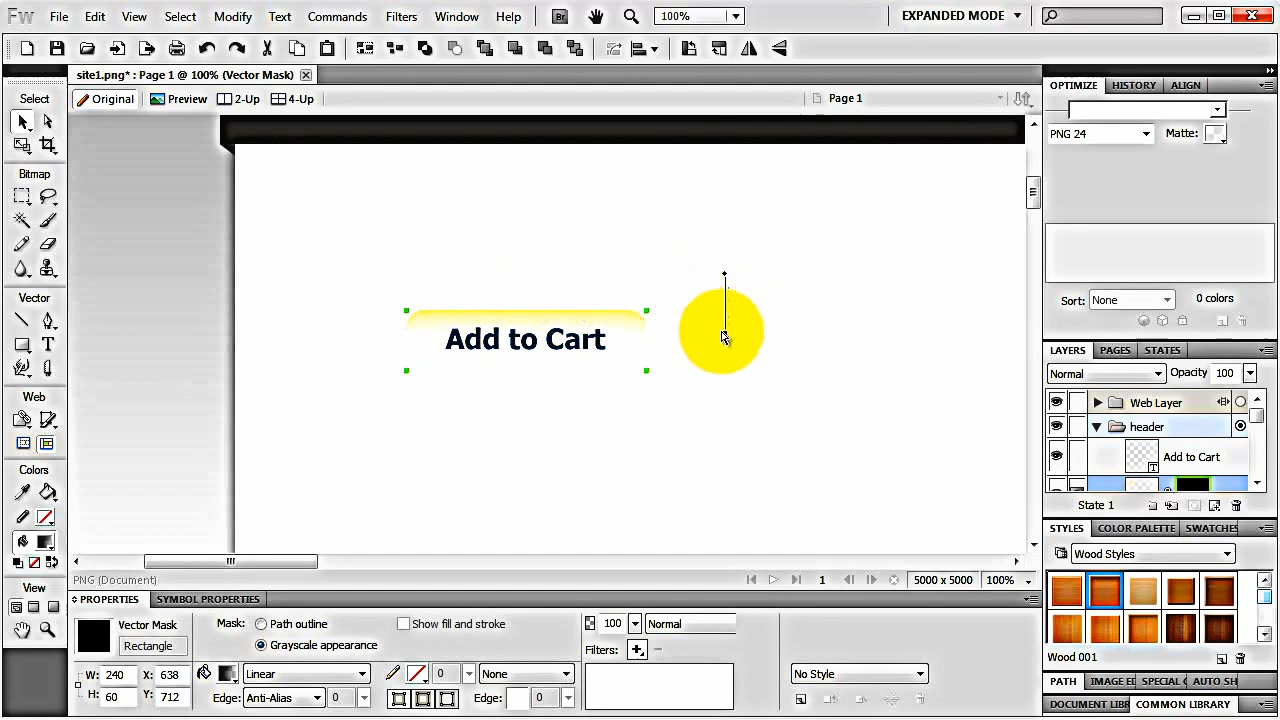 Fw File Edit View Select Modify Text Commands Filters Window Help Br 100% EXPANDED MODE
site1.png* : Page 1 @ 100% (Vector Mask)
Original Preview 2-Up 4-Up Page 1
Select
Bitmap
Vector
Web
Colors
View
Add to Cart
OPTIMIZE HISTORY ALIGN
PNG 24 Matte:
Sort: None 0 colors
LAYERS PAGES STATES
Normal Opacity 100
Web Layer
header
Add to Cart
State 1
STYLES COLOR PALETTE SWATCHES
Wood Styles
Wood 001
PATH IMAGE EL SPECIAL AUTO SH
DOCUMENT LIBR COMMON LIBRARY
PNG (Document) 1 5000 x 5000 100%
PROPERTIES SYMBOL PROPERTIES
Vector Mask
Rectangle
W: 240 X: 638
H: 60 Y: 712
Mask: Path outline
Grayscale appearance
Show fill and stroke
Linear
Edge: Anti-Alias 0
0 None
Edge: 0
100 Normal
Filters:
No Style